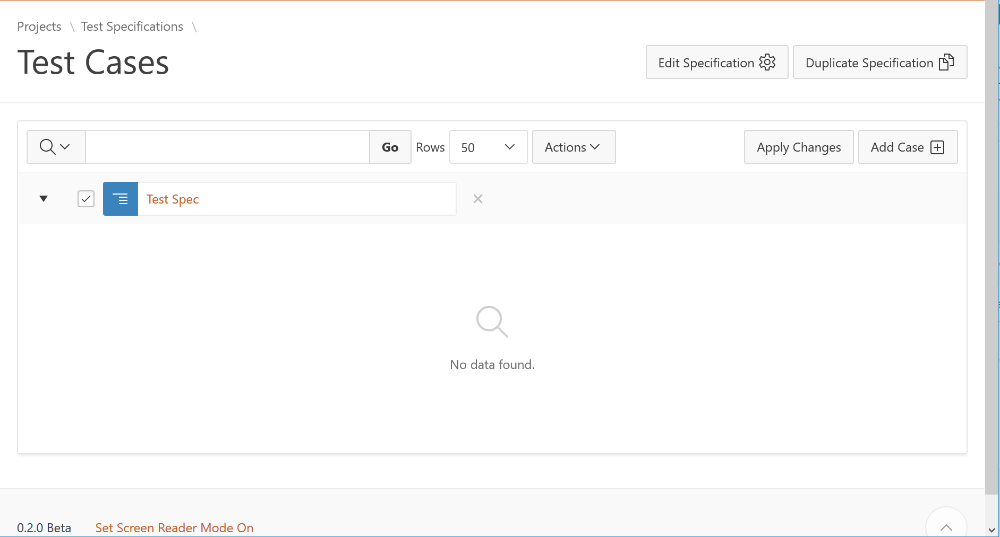 Projects \ Test Specifications \
Test Cases
Edit Specification
Duplicate Specification
Go
Rows
50
Actions
Apply Changes
Add Case
Test Spec
No data found.
0.2.0 Beta
Set Screen Reader Mode On